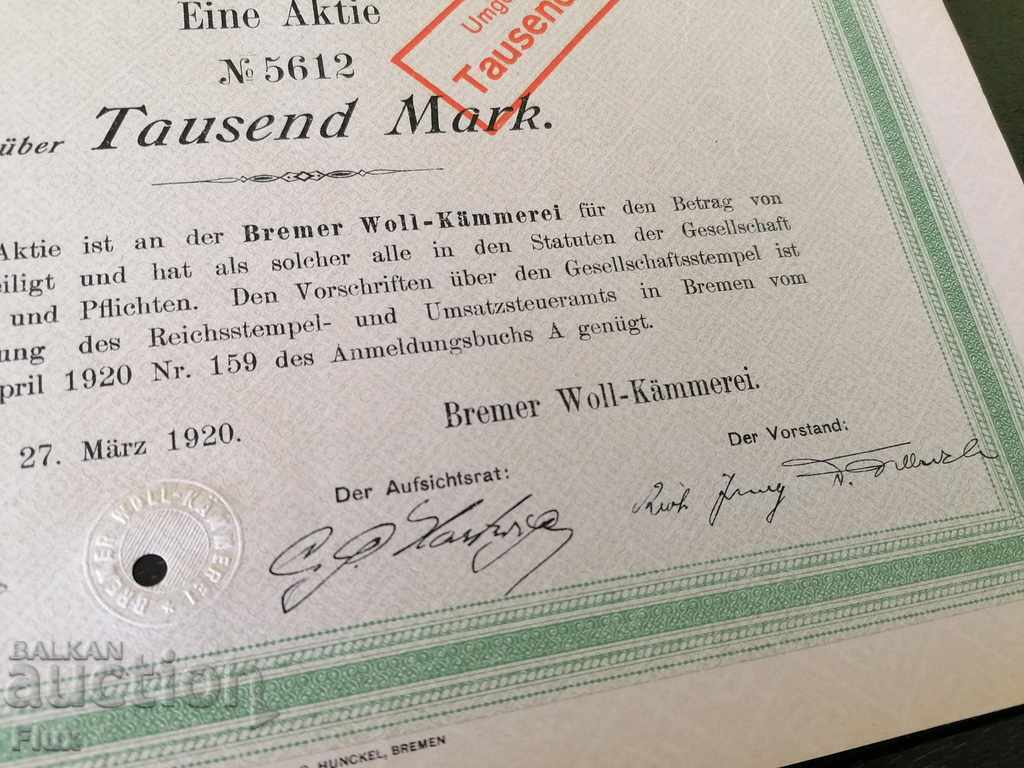 Eine Aktie
№ 5612
Umge
Tausend
über Tausend Mark.
Aktie ist an der Bremer Woll-Kämmerei für den Betrag von
eiligt und hat als solcher alle in den Statuten der Gesellschaft
und Pflichten. Den Vorschriften über den Gesellschaftsstempel ist
ung des Reichsstempel- und Umsatzsteueramts in Bremen vom
pril 1920 Nr. 159 des Anmeldungsbuchs A genügt.
27. März 1920.
Bremer Woll-Kämmerei.
Der Aufsichtsrat:
Der Vorstand:
BREMER WOLL-KÄMMEREI
BALKAN
auction
Flux
HUNCKEL, BREMEN